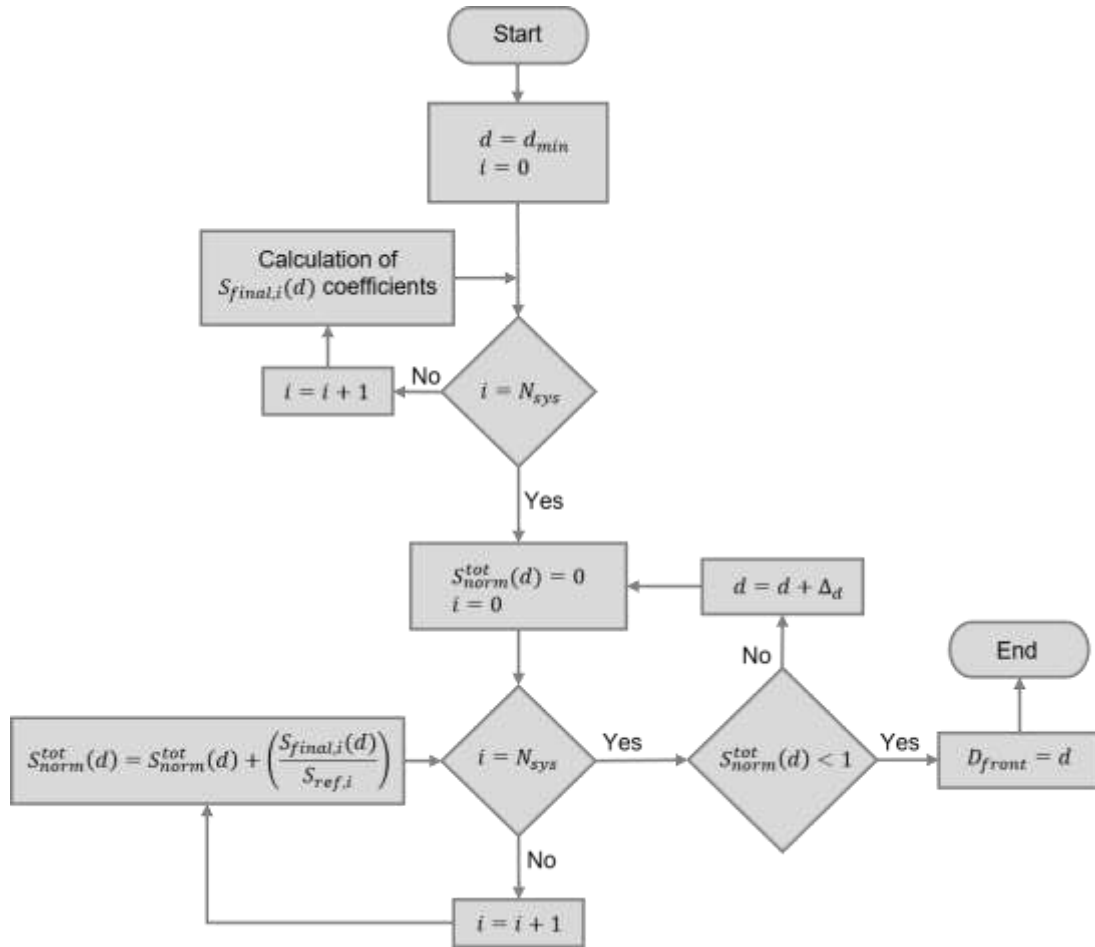 Start
d = d_min
i = 0
Calculation of
S_final,i(d) coefficients
i = i + 1
No
i = N_sys
Yes
S_norm^tot(d) = 0
i = 0
d = d + Δ_d
No
End
S_norm^tot(d) = S_norm^tot(d) + (S_final,i(d) / S_ref,i)
i = N_sys
Yes
S_norm^tot(d) < 1
Yes
D_front = d
No
i = i + 1